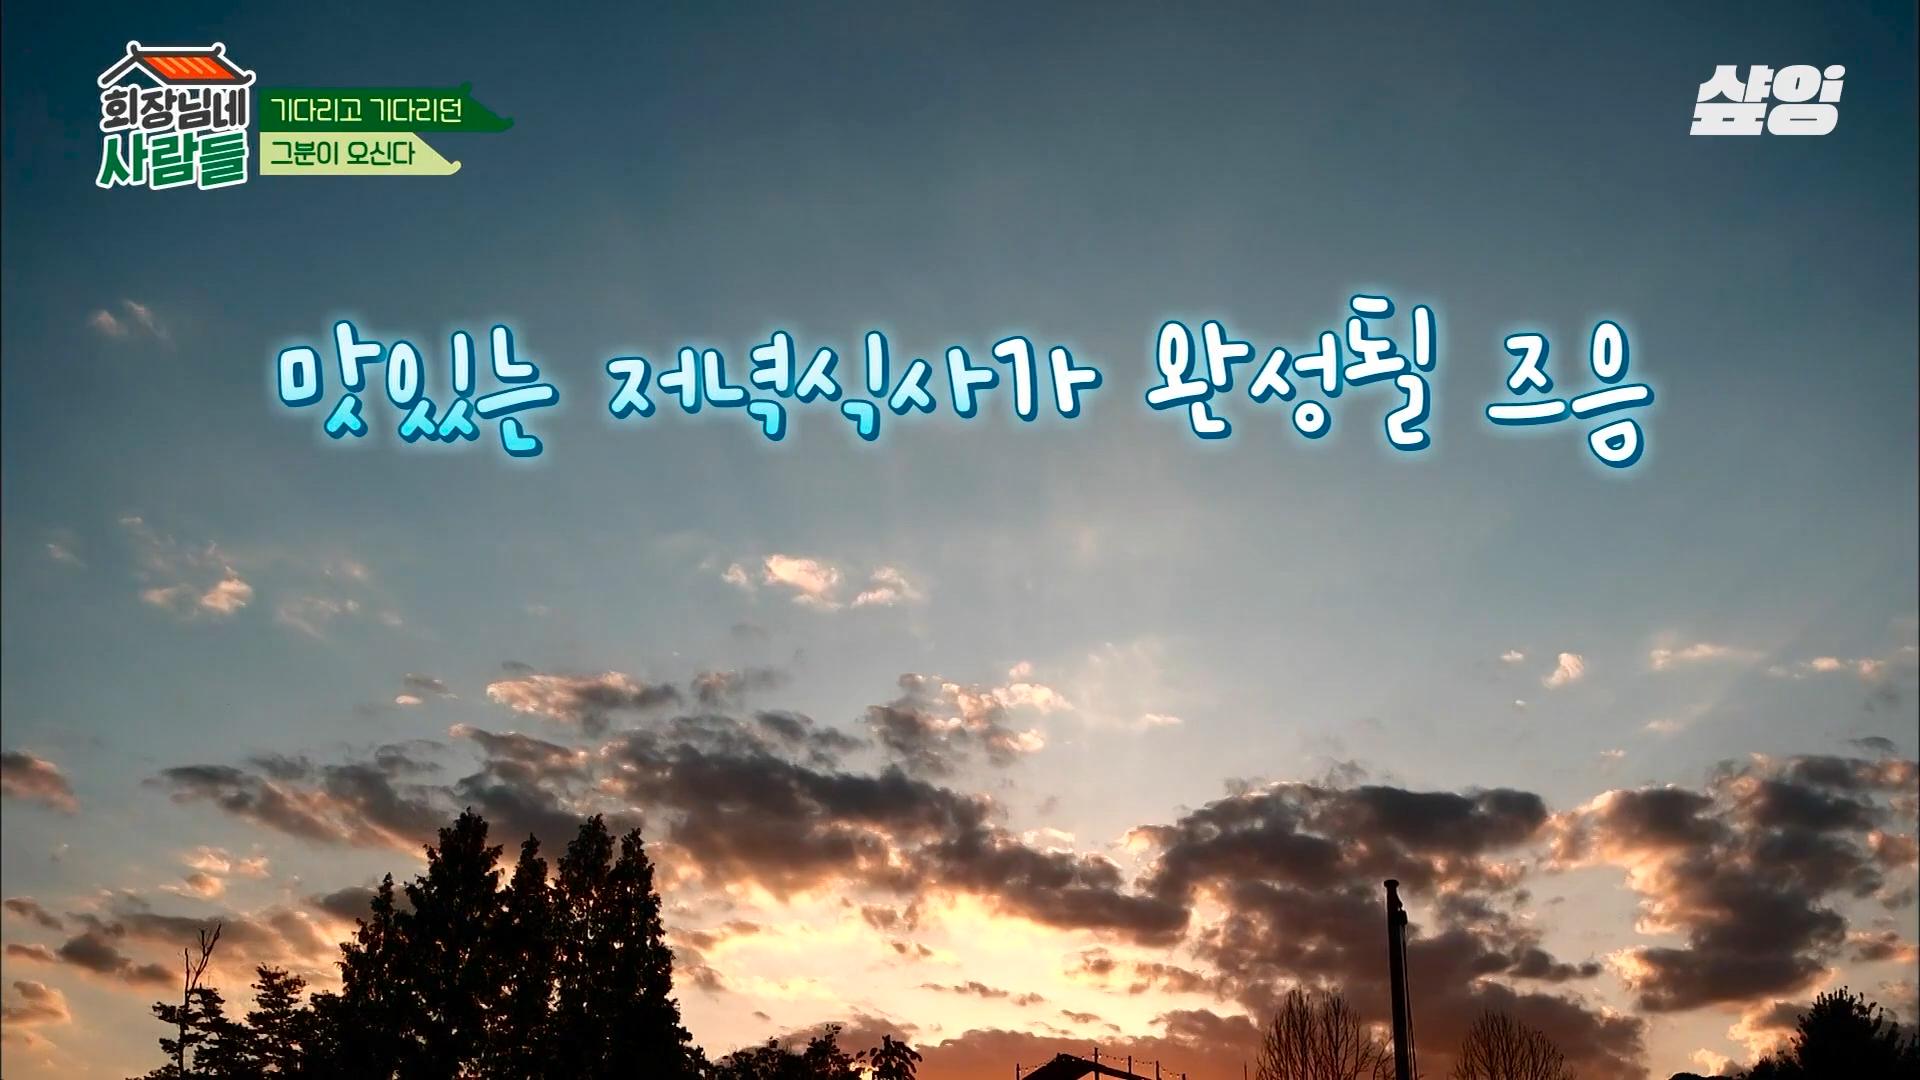 회장님네
사람들
기다리고 기다리던
그분이 오신다
샾잉
맛있는 저녁식사가 완성될 즈음